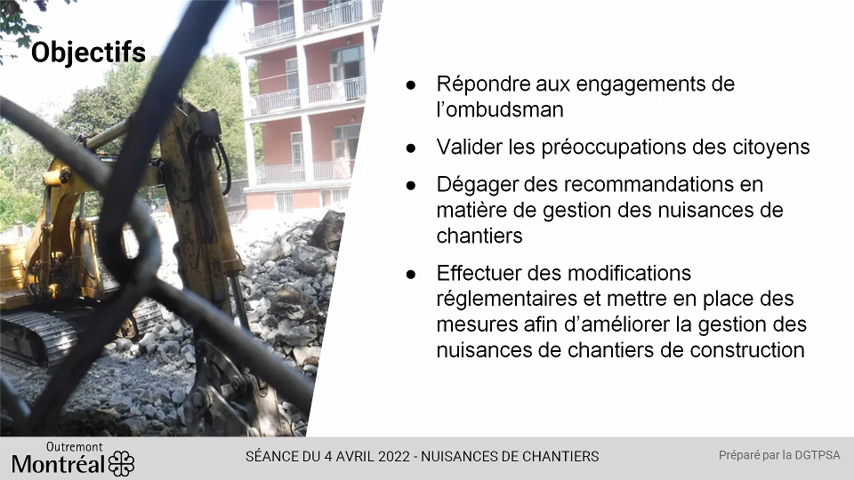 Objectifs
● Répondre aux engagements de
l'ombudsman
● Valider les préoccupations des citoyens
● Dégager des recommandations en
matière de gestion des nuisances de
chantiers
● Effectuer des modifications
réglementaires et mettre en place des
mesures afin d'améliorer la gestion des
nuisances de chantiers de construction
Outremont
Montréal
SÉANCE DU 4 AVRIL 2022 - NUISANCES DE CHANTIERS
Préparé par la DGTPSA